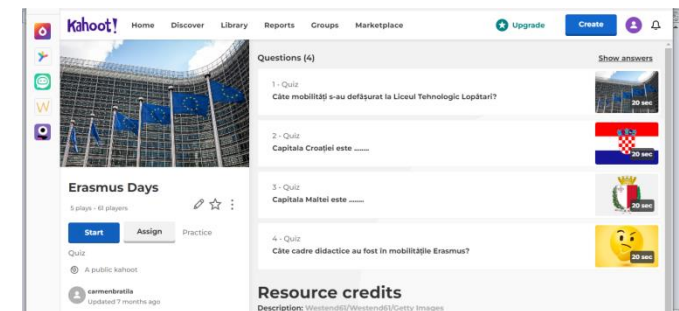 Kahoot! Home Discover Library Reports Groups Marketplace Upgrade Create
Erasmus Days
5 plays · 61 players
Start Assign Practice
Quiz
A public kahoot
carmenbratila
Updated 7 months ago
Questions (4) Show answers
1 - Quiz
Câte mobilități s-au defășurat la Liceul Tehnologic Lopătari?
20 sec
2 - Quiz
Capitala Croației este ........
20 sec
3 - Quiz
Capitala Maltei este ........
20 sec
4 - Quiz
Câte cadre didactice au fost în mobilitățile Erasmus?
20 sec
Resource credits
Description: Westend61/Westend61/Getty Images
W